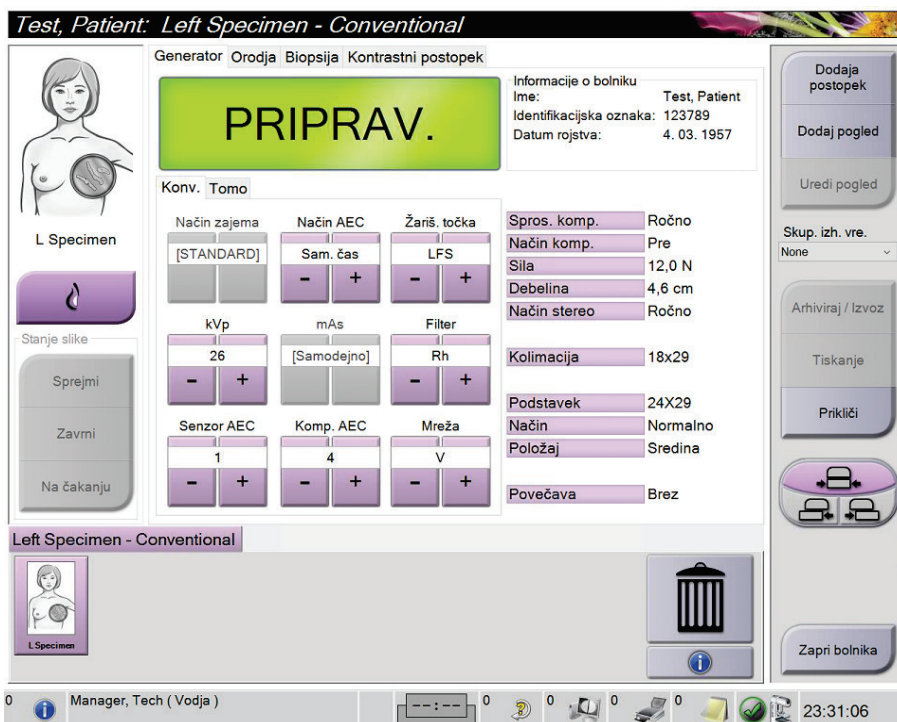 Test, Patient: Left Specimen - Conventional
Generator Orodja Biopsija Kontrastni postopek
PRIPRAV.
Informacije o bolniku
Ime: Test, Patient
Identifikacijska oznaka: 123789
Datum rojstva: 4. 03. 1957
L Specimen
Stanje slike
Sprejmi
Zavrni
Na čakanju
Konv. Tomo
Način zajema Način AEC Žariš. točka
[STANDARD] Sam. čas LFS
- + - +
kVp mAs Filter
26 [Samodejno] Rh
- + - +
Senzor AEC Komp. AEC Mreža
1 4 V
- + - + - +
Spros. komp. Ročno
Način komp. Pre
Sila 12,0 N
Debelina 4,6 cm
Način stereo Ročno
Kolimacija 18x29
Podstavek 24X29
Način Normalno
Položaj Sredina
Povečava Brez
Dodaja
postopek
Dodaj pogled
Uredi pogled
Skup. izh. vre.
None
Arhiviraj / Izvoz
Tiskanje
Prikliči
Left Specimen - Conventional
L Specimen
Zapri bolnika
0 Manager, Tech ( Vodja ) --:-- 0 0 0 0 23:31:06